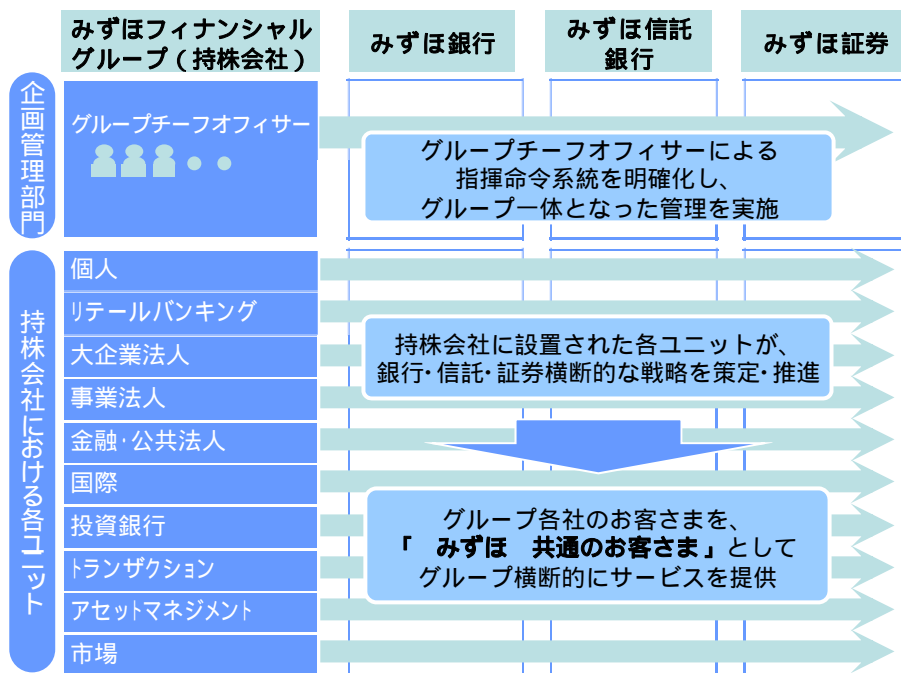 みずほフィナンシャル
グループ(持株会社)
みずほ銀行
みずほ信託
銀行
みずほ証券
企画管理部門
グループチーフオフィサー
グループチーフオフィサーによる
指揮命令系統を明確化し、
グループ一体となった管理を実施
持株会社における各ユニット
個人
リテールバンキング
大企業法人
事業法人
金融・公共法人
国際
投資銀行
トランザクション
アセットマネジメント
市場
持株会社に設置された各ユニットが、
銀行・信託・証券横断的な戦略を策定・推進
グループ各社のお客さまを、
「 みずほ 共通のお客さま」として
グループ横断的にサービスを提供